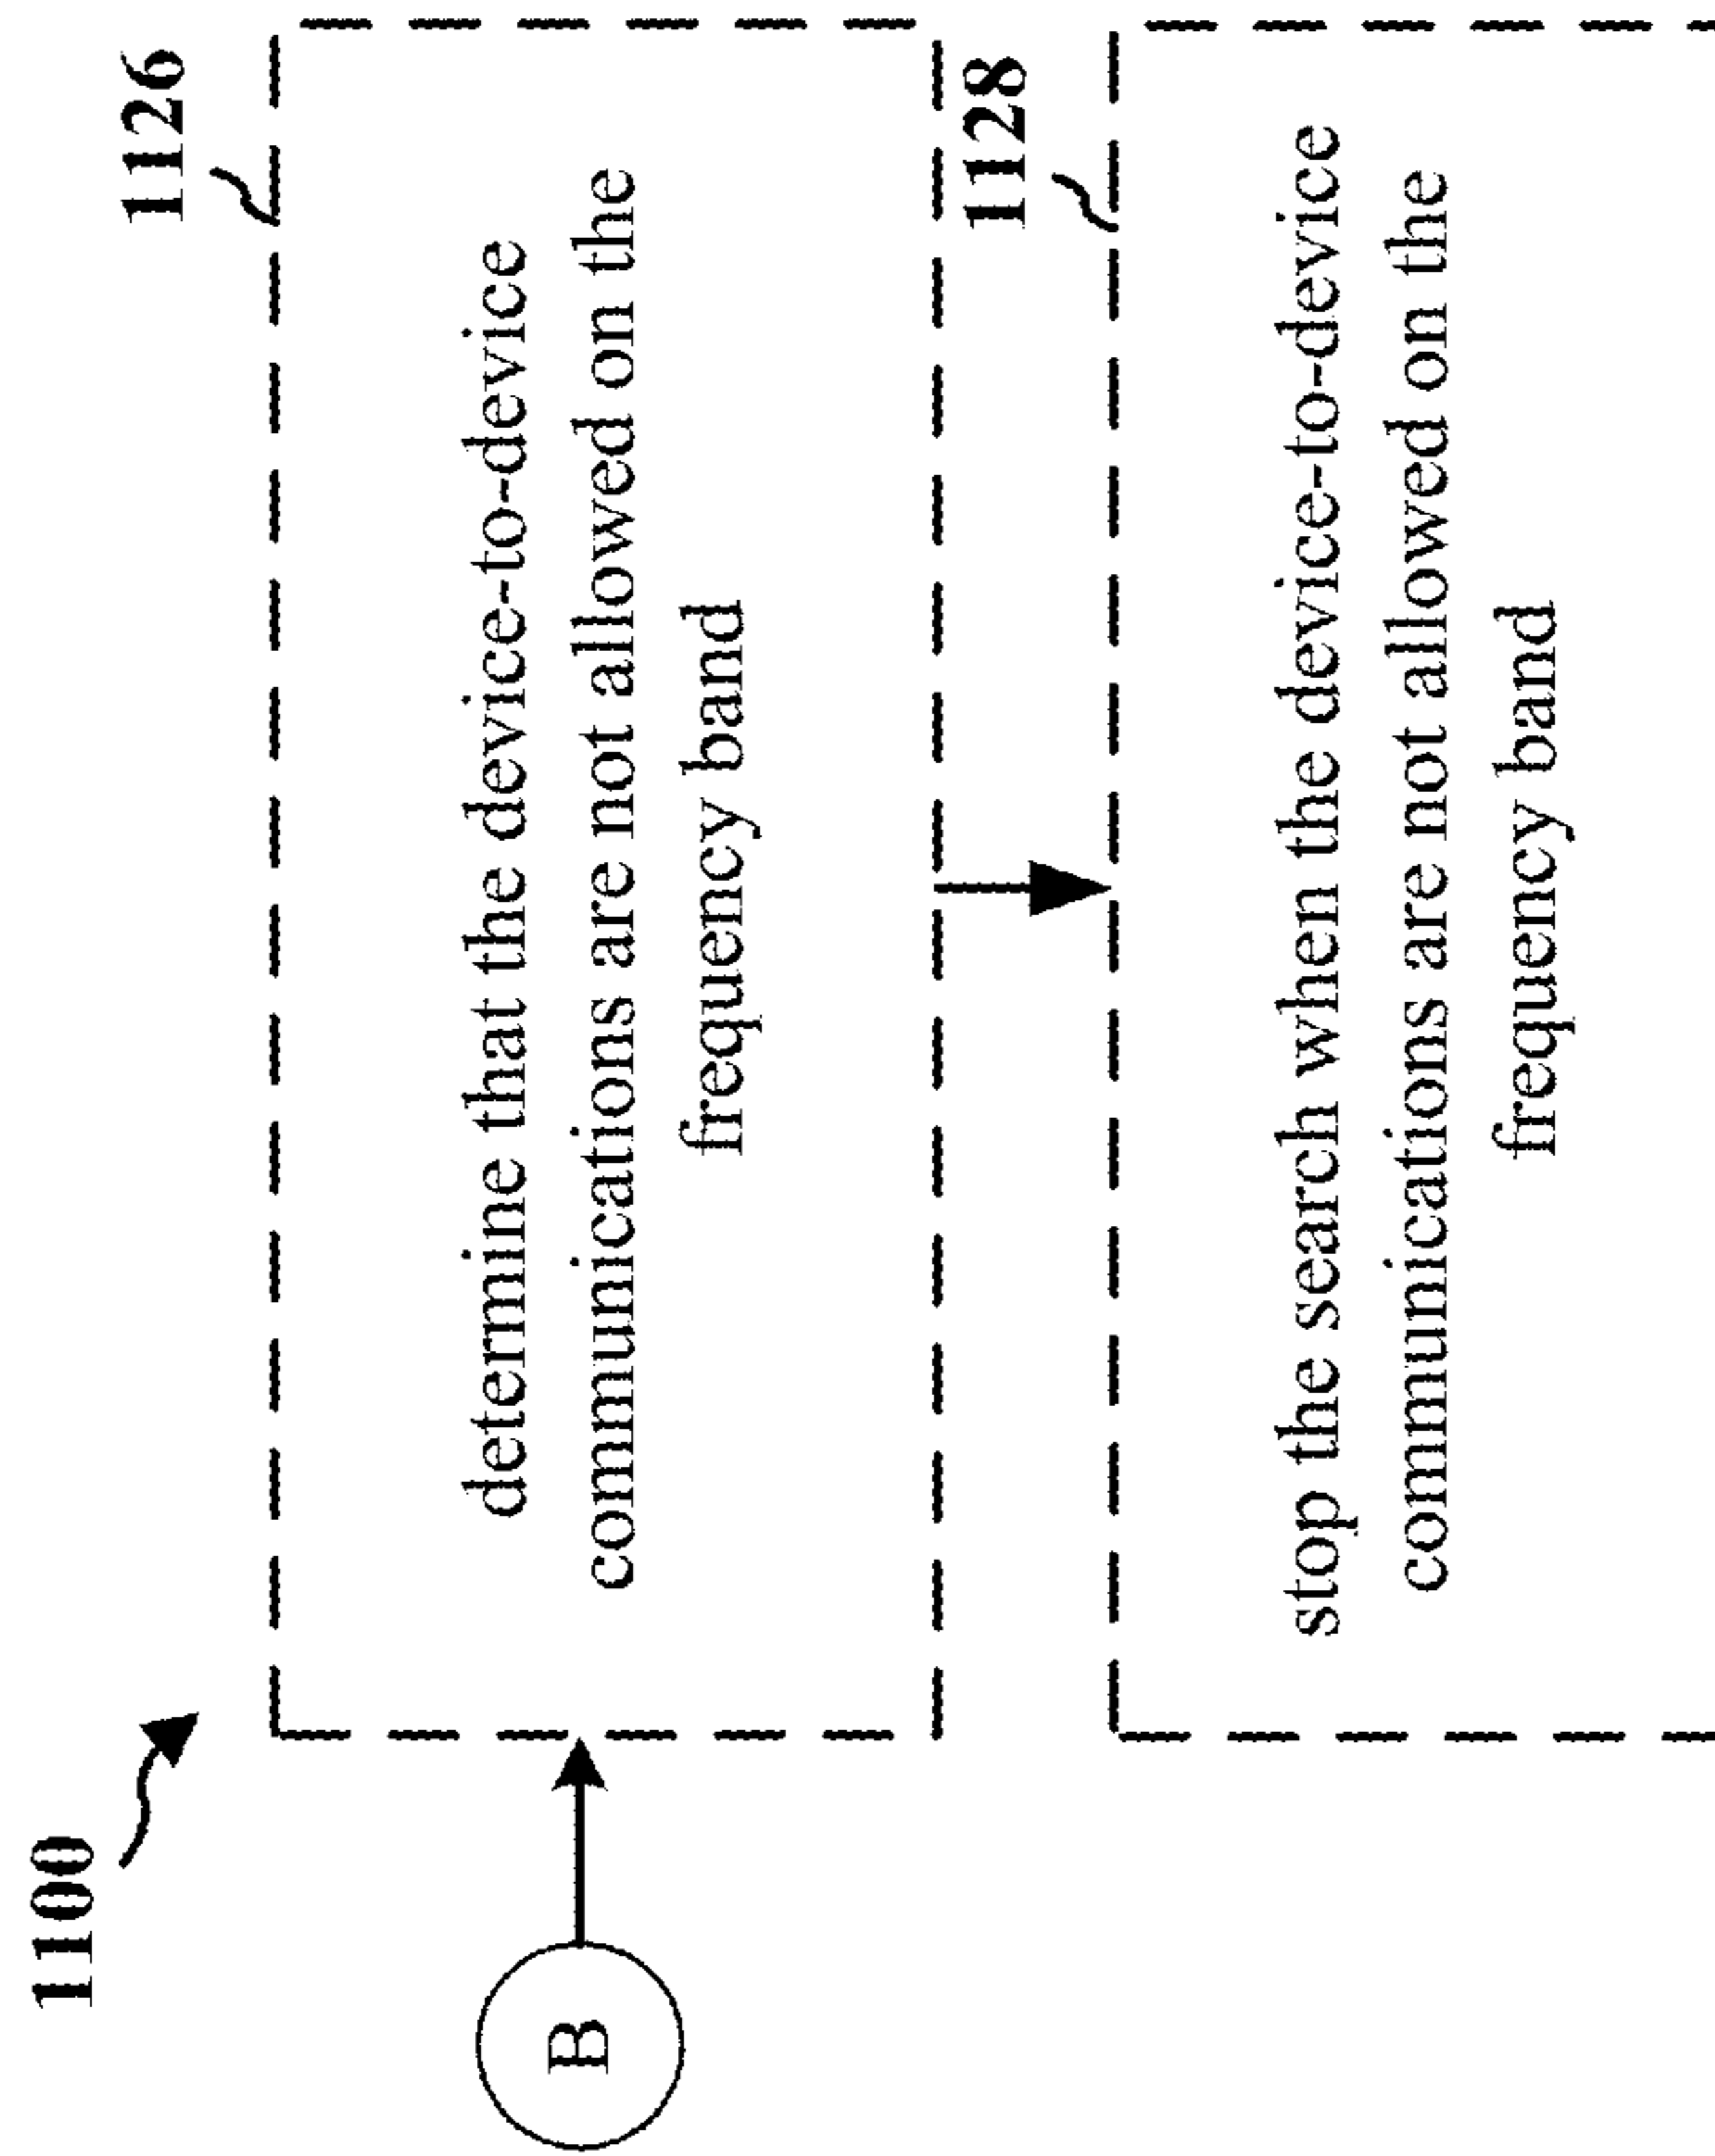 1100
1126
B
determine that the device-to-device
communications are not allowed on the
frequency band
1128
stop the search when the device-to-device
communications are not allowed on the
frequency band